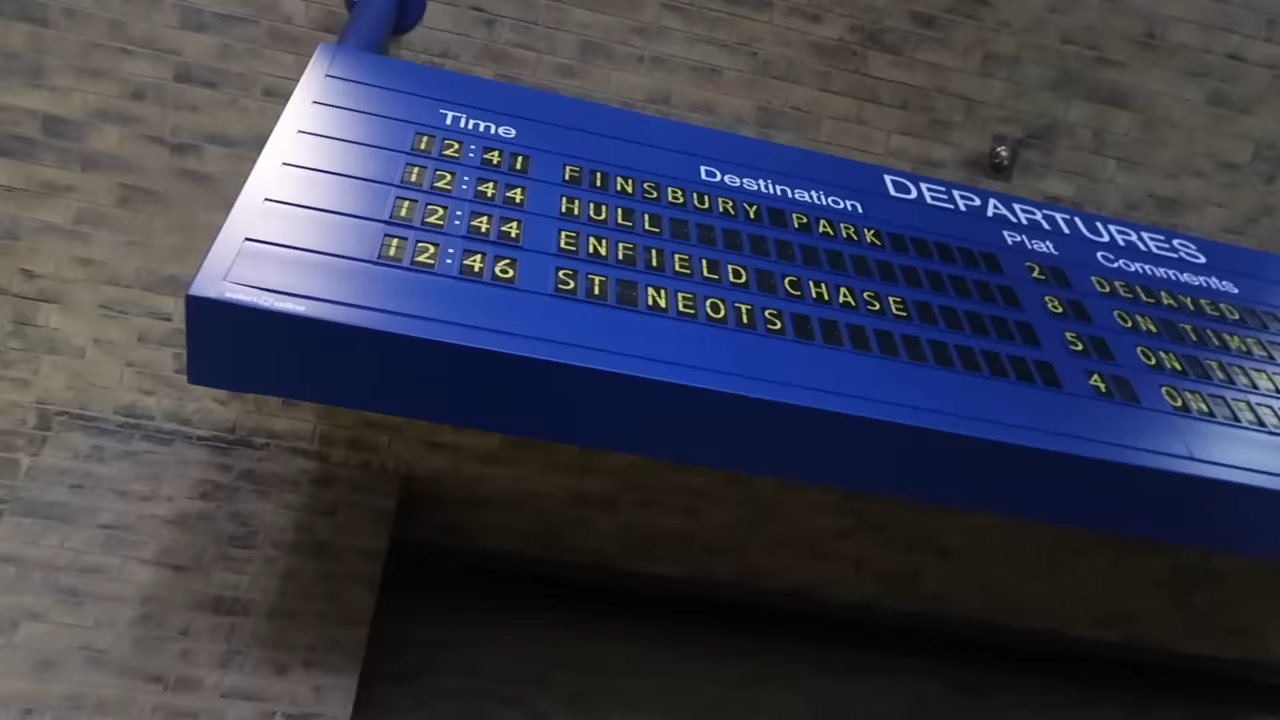 DEPARTURES
Time Destination Plat Comments
12:41 FINSBURY PARK 2 DELAYED
12:44 HULL 8 ON TIME
12:44 ENFIELD CHASE 5 ON TIME
12:46 ST NEOTS 4 ON